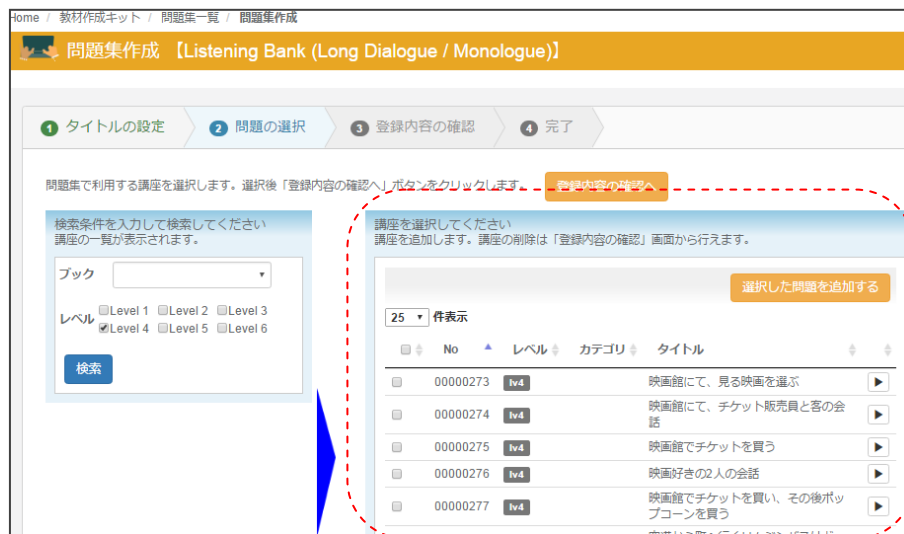 Home / 教材作成キット / 問題集一覧 / 問題集作成
問題集作成 【Listening Bank (Long Dialogue / Monologue)】
1 タイトルの設定 2 問題の選択 3 登録内容の確認 4 完了
問題集で利用する講座を選択します。選択後「登録内容の確認へ」ボタンをクリックします。 登録内容の確認へ
検索条件を入力して検索してください
講座の一覧が表示されます。
ブック
レベル Level 1 Level 2 Level 3
Level 4 Level 5 Level 6
検索
講座を選択してください
講座を追加します。講座の削除は「登録内容の確認」画面から行えます。
選択した問題を追加する
25 件表示
No レベル カテゴリ タイトル
00000273 lv4 映画館にて、見る映画を選ぶ
00000274 lv4 映画館にて、チケット販売員と客の会
話
00000275 lv4 映画館でチケットを買う
00000276 lv4 映画好きの2人の会話
00000277 lv4 映画館でチケットを買い、その後ポッ
プコーンを買う